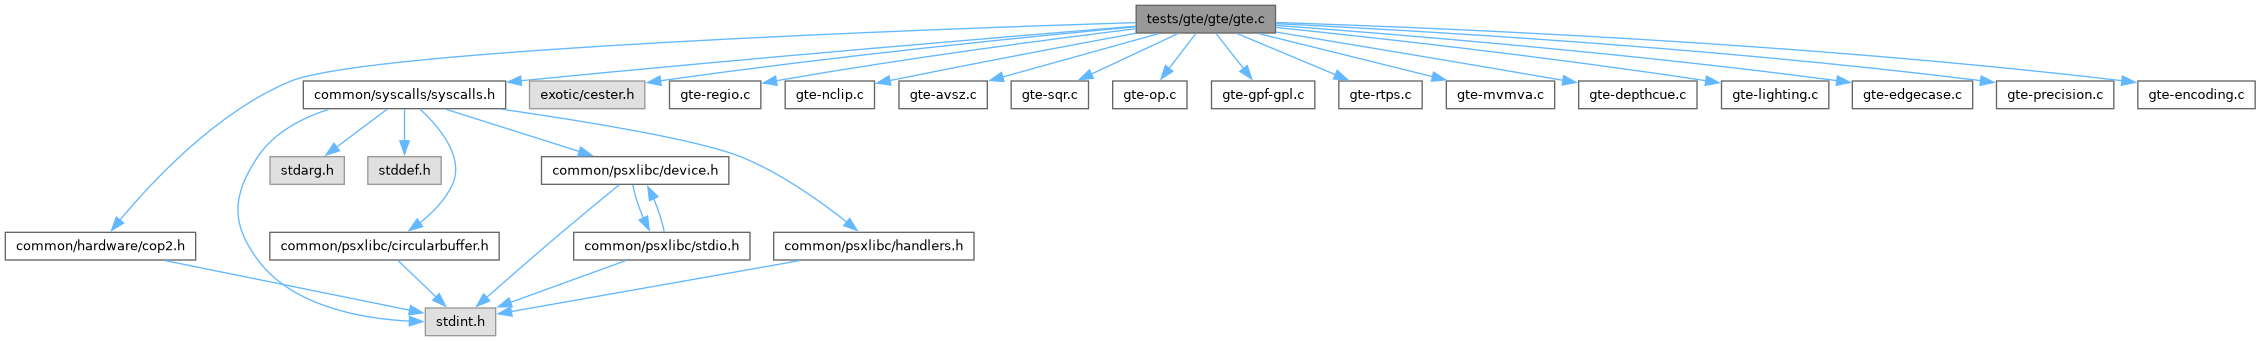 tests/gte/gte/gte.c
common/syscalls/syscalls.h
exotic/cester.h
gte-regio.c
gte-nclip.c
gte-avsz.c
gte-sqr.c
gte-op.c
gte-gpf-gpl.c
gte-rtps.c
gte-mvmva.c
gte-depthcue.c
gte-lighting.c
gte-edgecase.c
gte-precision.c
gte-encoding.c
stdarg.h
stddef.h
common/psxlibc/device.h
common/hardware/cop2.h
common/psxlibc/circularbuffer.h
common/psxlibc/stdio.h
common/psxlibc/handlers.h
stdint.h